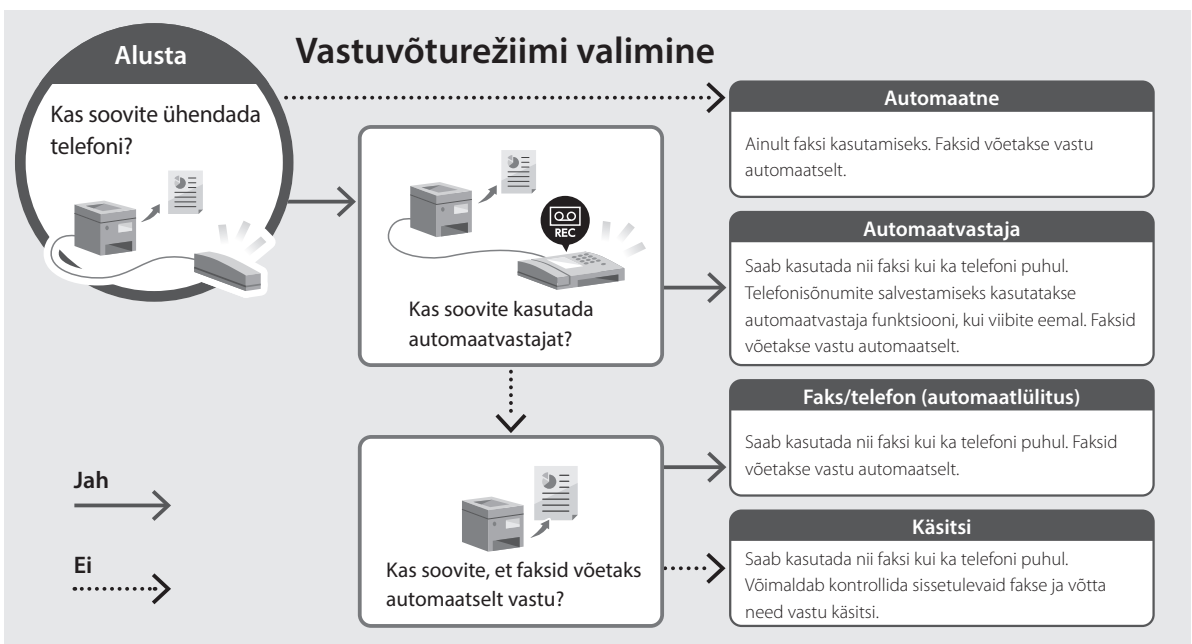 Vastuvõturežiimi valimine
Alusta
Kas soovite ühendada
telefoni?
REC
Kas soovite kasutada
automaatvastajat?
Kas soovite, et faksid võetaks
automaatselt vastu?
Automaatne
Ainult faksi kasutamiseks. Faksid võetakse vastu
automaatselt.
Automaatvastaja
Saab kasutada nii faksi kui ka telefoni puhul.
Telefonisõnumite salvestamiseks kasutatakse
automaatvastaja funktsiooni, kui viibite eemal. Faksid
võetakse vastu automaatselt.
Faks/telefon (automaatlülitus)
Saab kasutada nii faksi kui ka telefoni puhul. Faksid
võetakse vastu automaatselt.
Käsitsi
Saab kasutada nii faksi kui ka telefoni puhul.
Võimaldab kontrollida sissetulevaid fakse ja võtta
need vastu käsitsi.
Jah
Ei